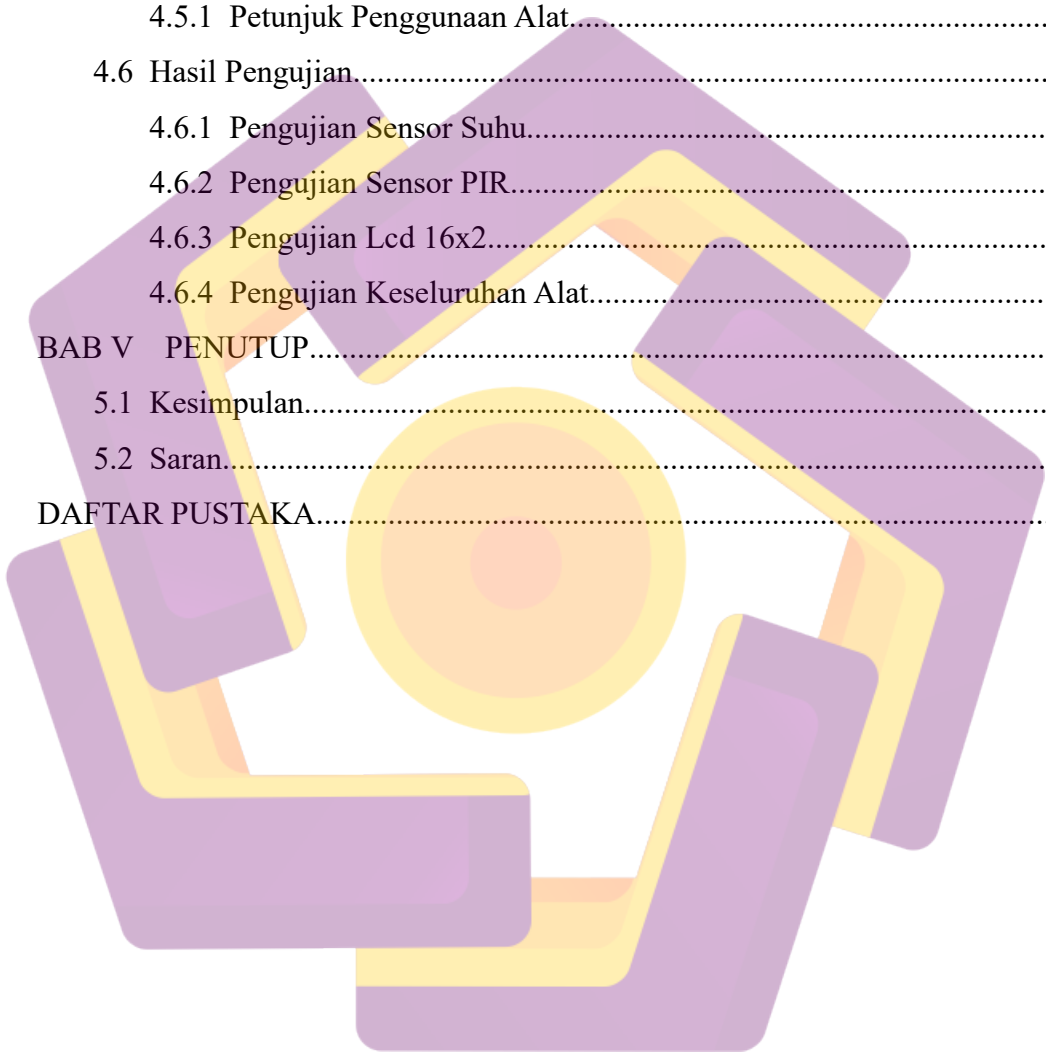 4.5.1 Petunjuk Penggunaan Alat..............................................................
4.6 Hasil Pengujian.........................................................................................
4.6.1 Pengujian Sensor Suhu....................................................................
4.6.2 Pengujian Sensor PIR......................................................................
4.6.3 Pengujian Lcd 16x2.........................................................................
4.6.4 Pengujian Keseluruhan Alat...........................................................
BAB V PENUTUP..............................................................................................
5.1 Kesimpulan...............................................................................................
5.2 Saran.........................................................................................................
DAFTAR PUSTAKA.............................................................................................